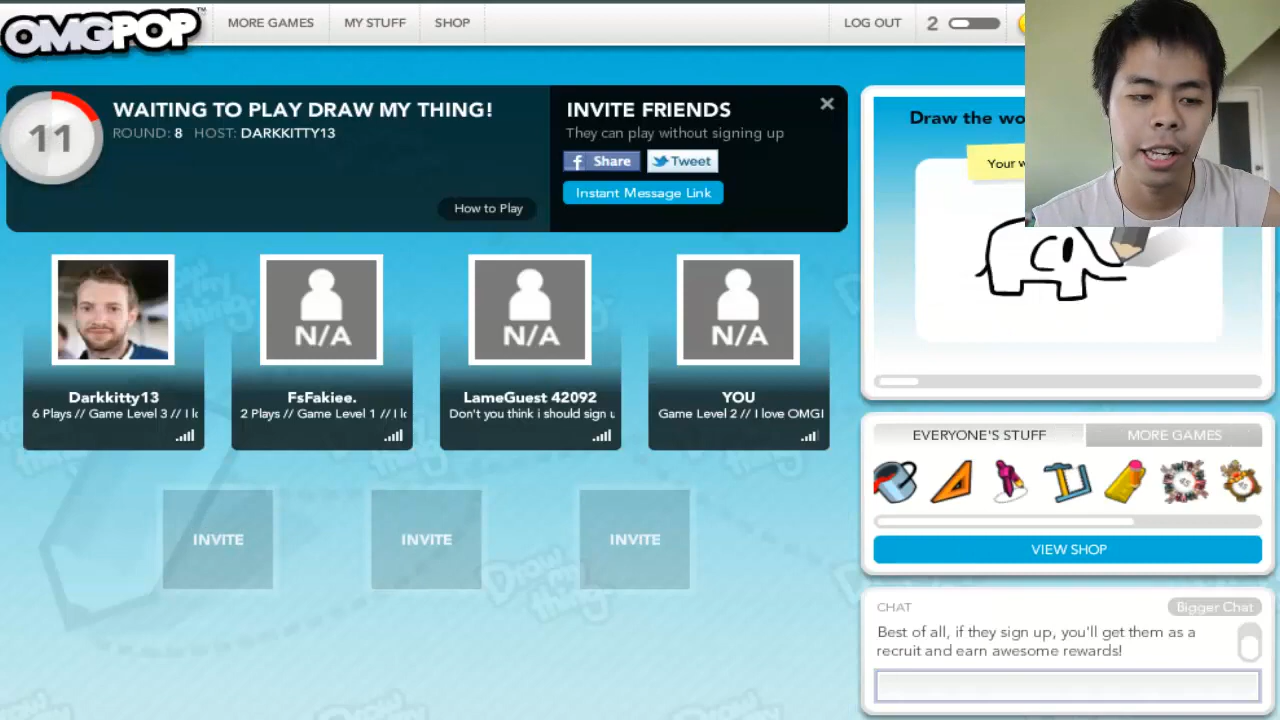 OMGPOP™
MORE GAMES
MY STUFF
SHOP
LOG OUT
2
11
WAITING TO PLAY DRAW MY THING!
ROUND: 8 HOST: DARKKITTY13
How to Play
INVITE FRIENDS
They can play without signing up
f Share
Tweet
Instant Message Link
Draw the
Your
N/A
N/A
N/A
Darkkitty13
6 Plays // Game Level 3 // I
FsFakiee.
2 Plays // Game Level 1 // I
LameGuest 42092
Don't you think i should sign
YOU
Game Level 2 // I love OMG
INVITE
INVITE
INVITE
EVERYONE'S STUFF
MORE GAMES
VIEW SHOP
CHAT
Bigger Chat
Best of all, if they sign up, you'll get them as a
recruit and earn awesome rewards!